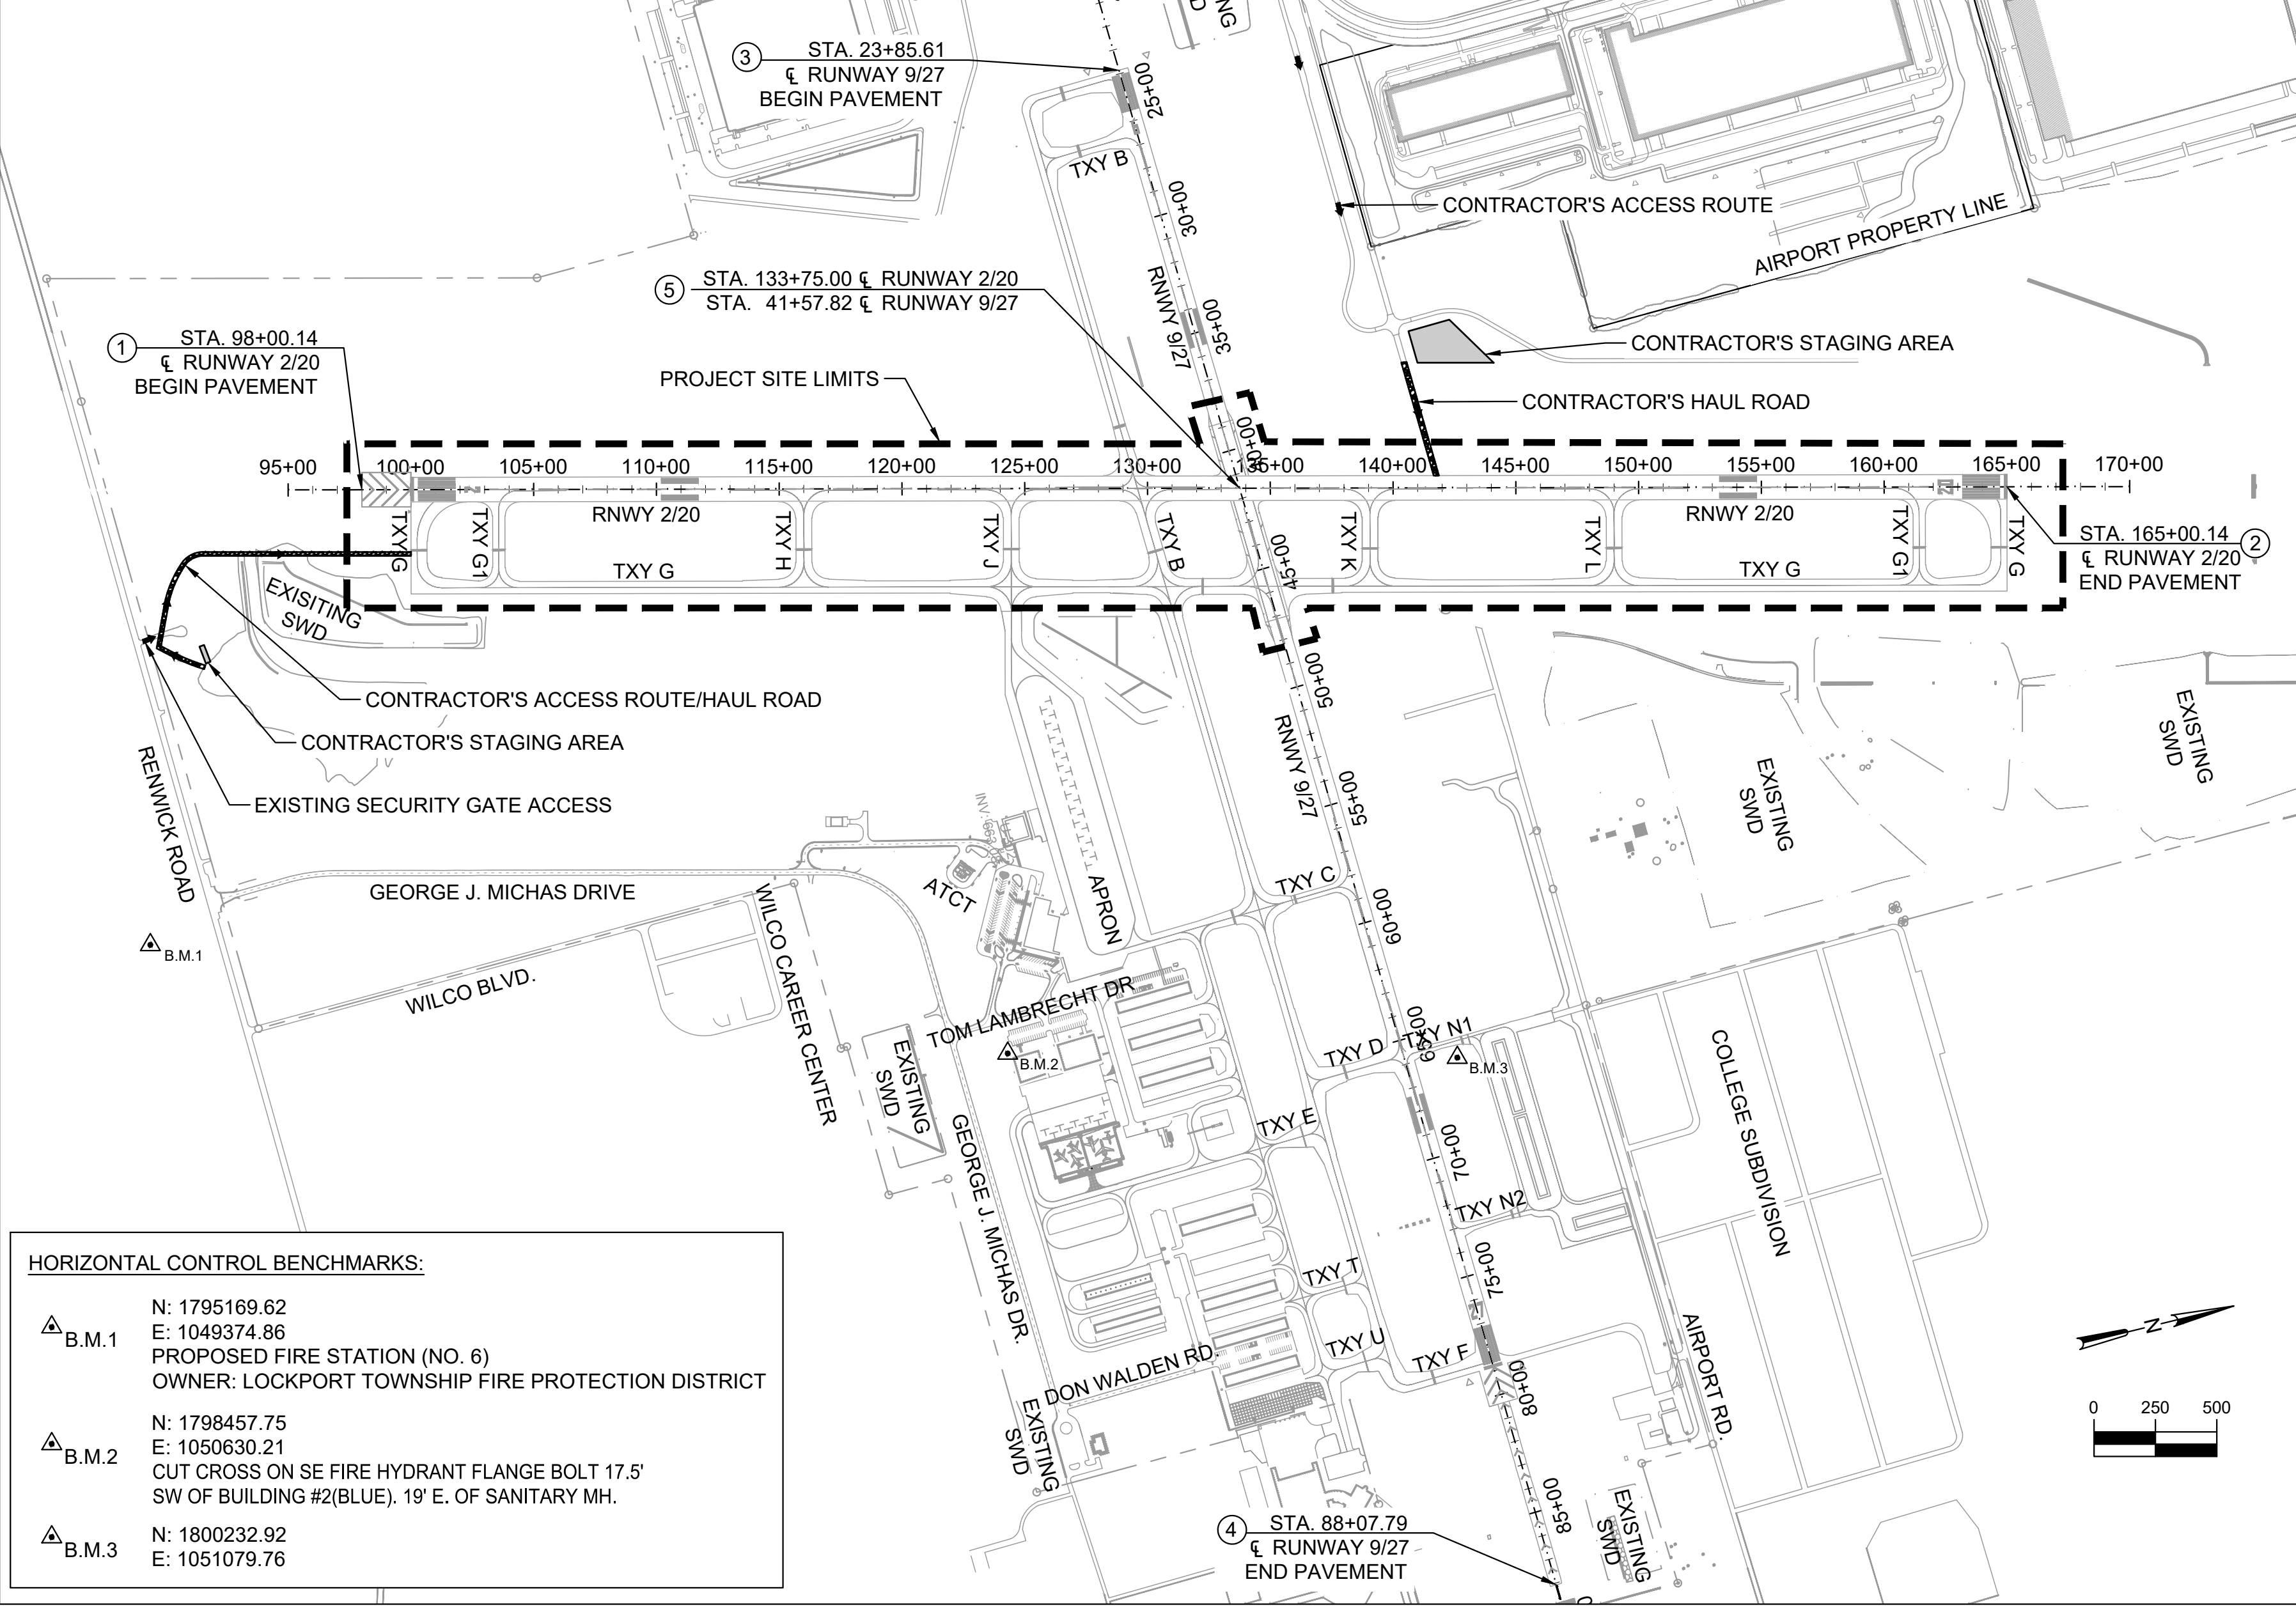 3
STA. 23+85.61
℄ RUNWAY 9/27
BEGIN PAVEMENT
25+00
TXY B
30+00
CONTRACTOR'S ACCESS ROUTE
AIRPORT PROPERTY LINE
5
STA. 133+75.00 ℄ RUNWAY 2/20
STA. 41+57.82 ℄ RUNWAY 9/27
RNWY 9/27
35+00
1
STA. 98+00.14
℄ RUNWAY 2/20
BEGIN PAVEMENT
CONTRACTOR'S STAGING AREA
PROJECT SITE LIMITS
CONTRACTOR'S HAUL ROAD
40+00
95+00
100+00
105+00
110+00
115+00
120+00
125+00
130+00
135+00
140+00
145+00
150+00
155+00
160+00
165+00
170+00
2
20
RNWY 2/20
RNWY 2/20
TXY G
TXY G1
TXY H
TXY J
TXY B
TXY K
TXY L
TXY G1
TXY G
TXY G
TXY G
45+00
STA. 165+00.14
℄ RUNWAY 2/20
END PAVEMENT
2
EXISITING
SWD
50+00
CONTRACTOR'S ACCESS ROUTE/HAUL ROAD
CONTRACTOR'S STAGING AREA
EXISTING SECURITY GATE ACCESS
RENWICK ROAD
RNWY 9/27
55+00
EXISTING
SWD
EXISTING
SWD
GEORGE J. MICHAS DRIVE
ATCT
APRON
TXY C
60+00
B.M.1
WILCO BLVD.
WILCO CAREER CENTER
TOM LAMBRECHT DR
B.M.2
EXISTING
SWD
TXY D
TXY N1
65+00
B.M.3
COLLEGE SUBDIVISION
TXY E
70+00
GEORGE J. MICHAS DR.
TXY N2
TXY T
75+00
27
TXY U
TXY F
AIRPORT RD.
DON WALDEN RD.
80+00
EXISTING
SWD
85+00
EXISTING
SWD
4
STA. 88+07.79
℄ RUNWAY 9/27
END PAVEMENT
N
0 250 500
HORIZONTAL CONTROL BENCHMARKS:
B.M.1
N: 1795169.62
E: 1049374.86
PROPOSED FIRE STATION (NO. 6)
OWNER: LOCKPORT TOWNSHIP FIRE PROTECTION DISTRICT
B.M.2
N: 1798457.75
E: 1050630.21
CUT CROSS ON SE FIRE HYDRANT FLANGE BOLT 17.5'
SW OF BUILDING #2(BLUE). 19' E. OF SANITARY MH.
B.M.3
N: 1800232.92
E: 1051079.76